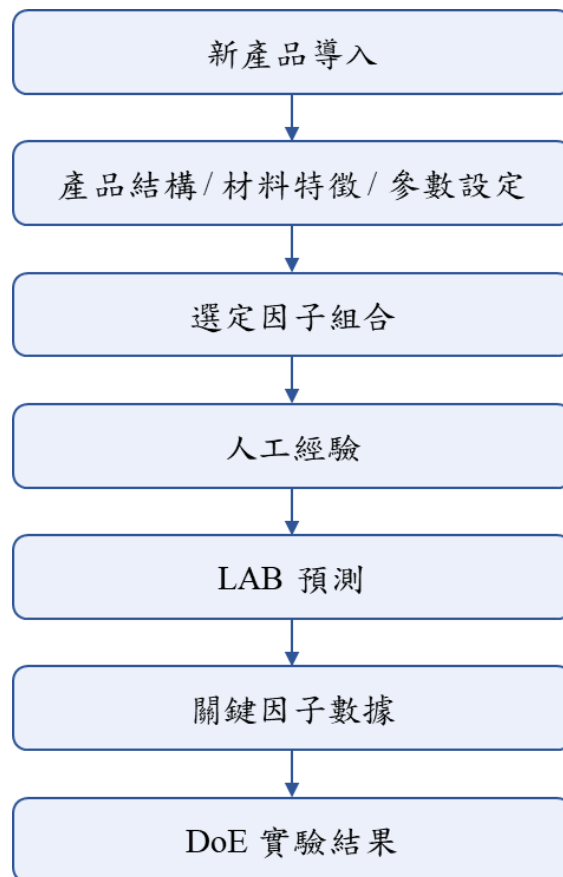 新產品導入
產品結構 / 材料特徵 / 參數設定
選定因子組合
人工經驗
LAB 預測
關鍵因子數據
DoE 實驗結果